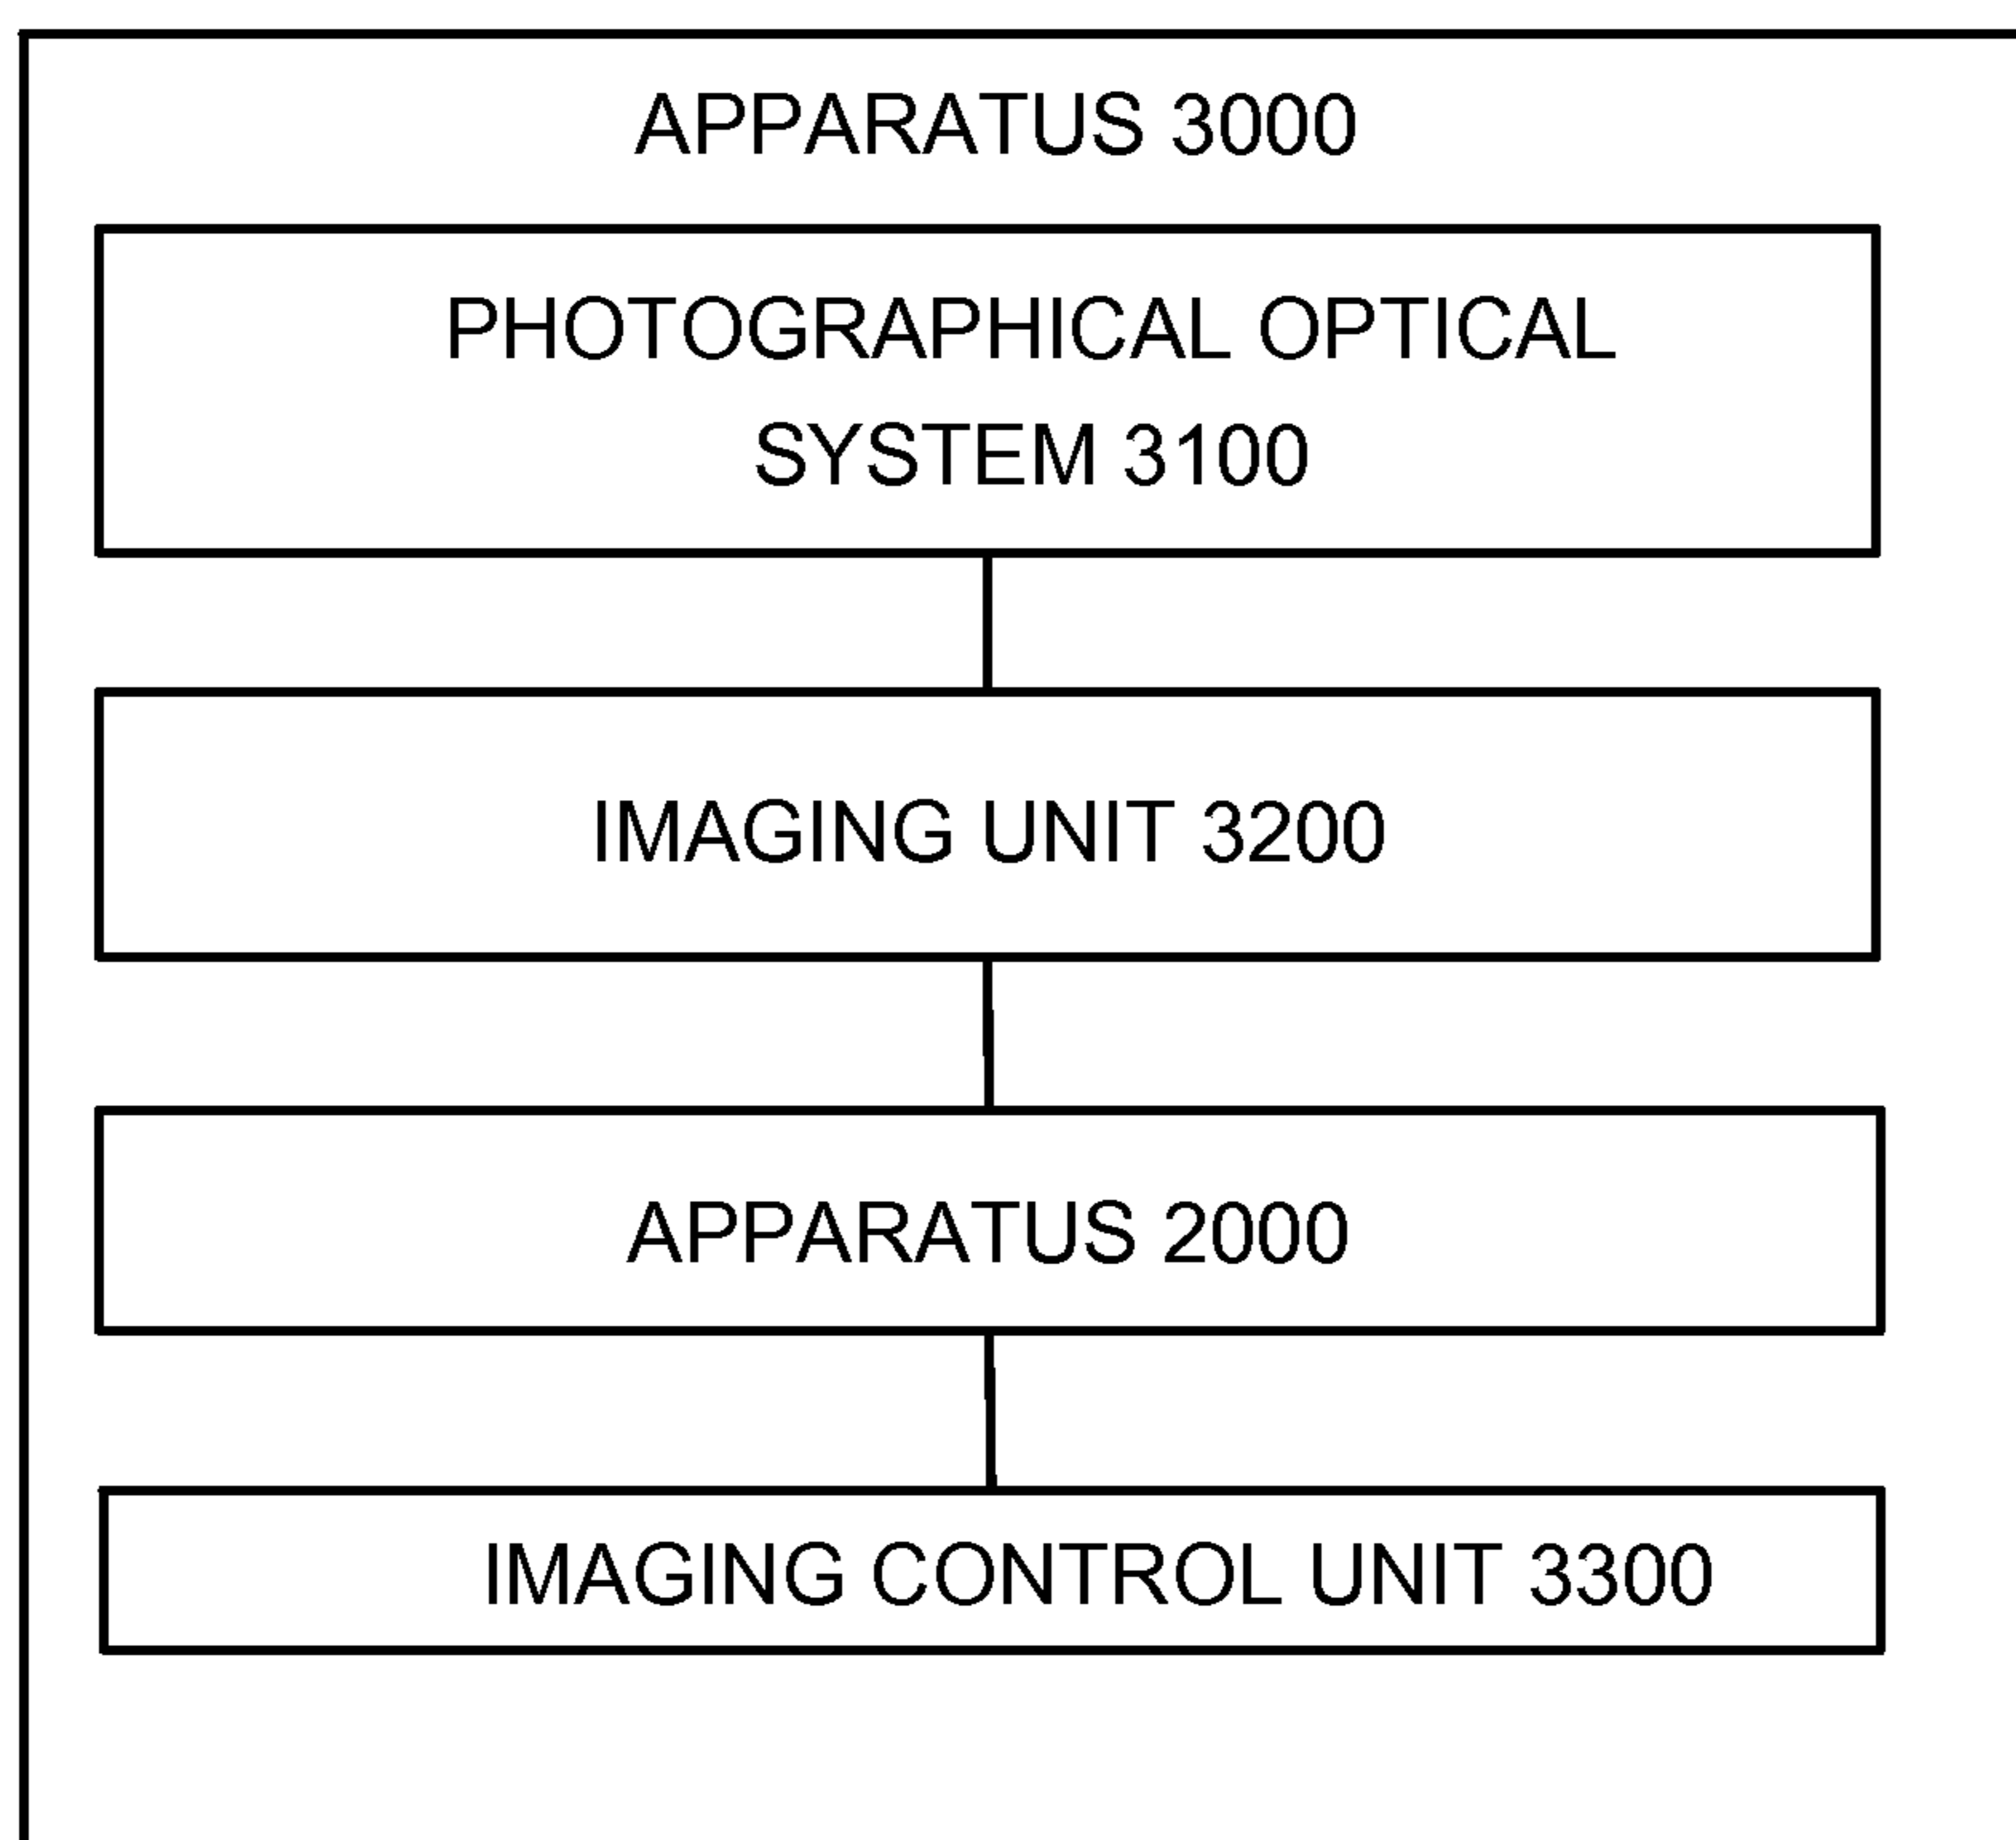 APPARATUS 3000
PHOTOGRAPHICAL OPTICAL
SYSTEM 3100
IMAGING UNIT 3200
APPARATUS 2000
IMAGING CONTROL UNIT 3300